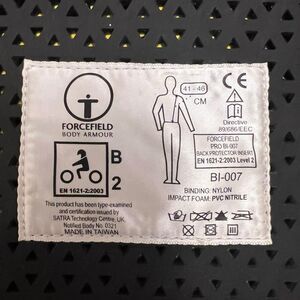 FORCEFIELD
BODY ARMOUR
41 - 46
CM
CE
Directive
89/686/EEC
B
2
EN 1621-2:2003
FORCEFIELD
PRO BI-007
BACK PROTECTOR INSERT
EN 1621-2:2003 Level 2
BI-007
BINDING: NYLON
IMPACT FOAM: PVC NITRILE
This product has been type-examined
and certification issued by
SATRA Technology Centre, UK.
Notified Body No. 0321
MADE IN TAIWAN